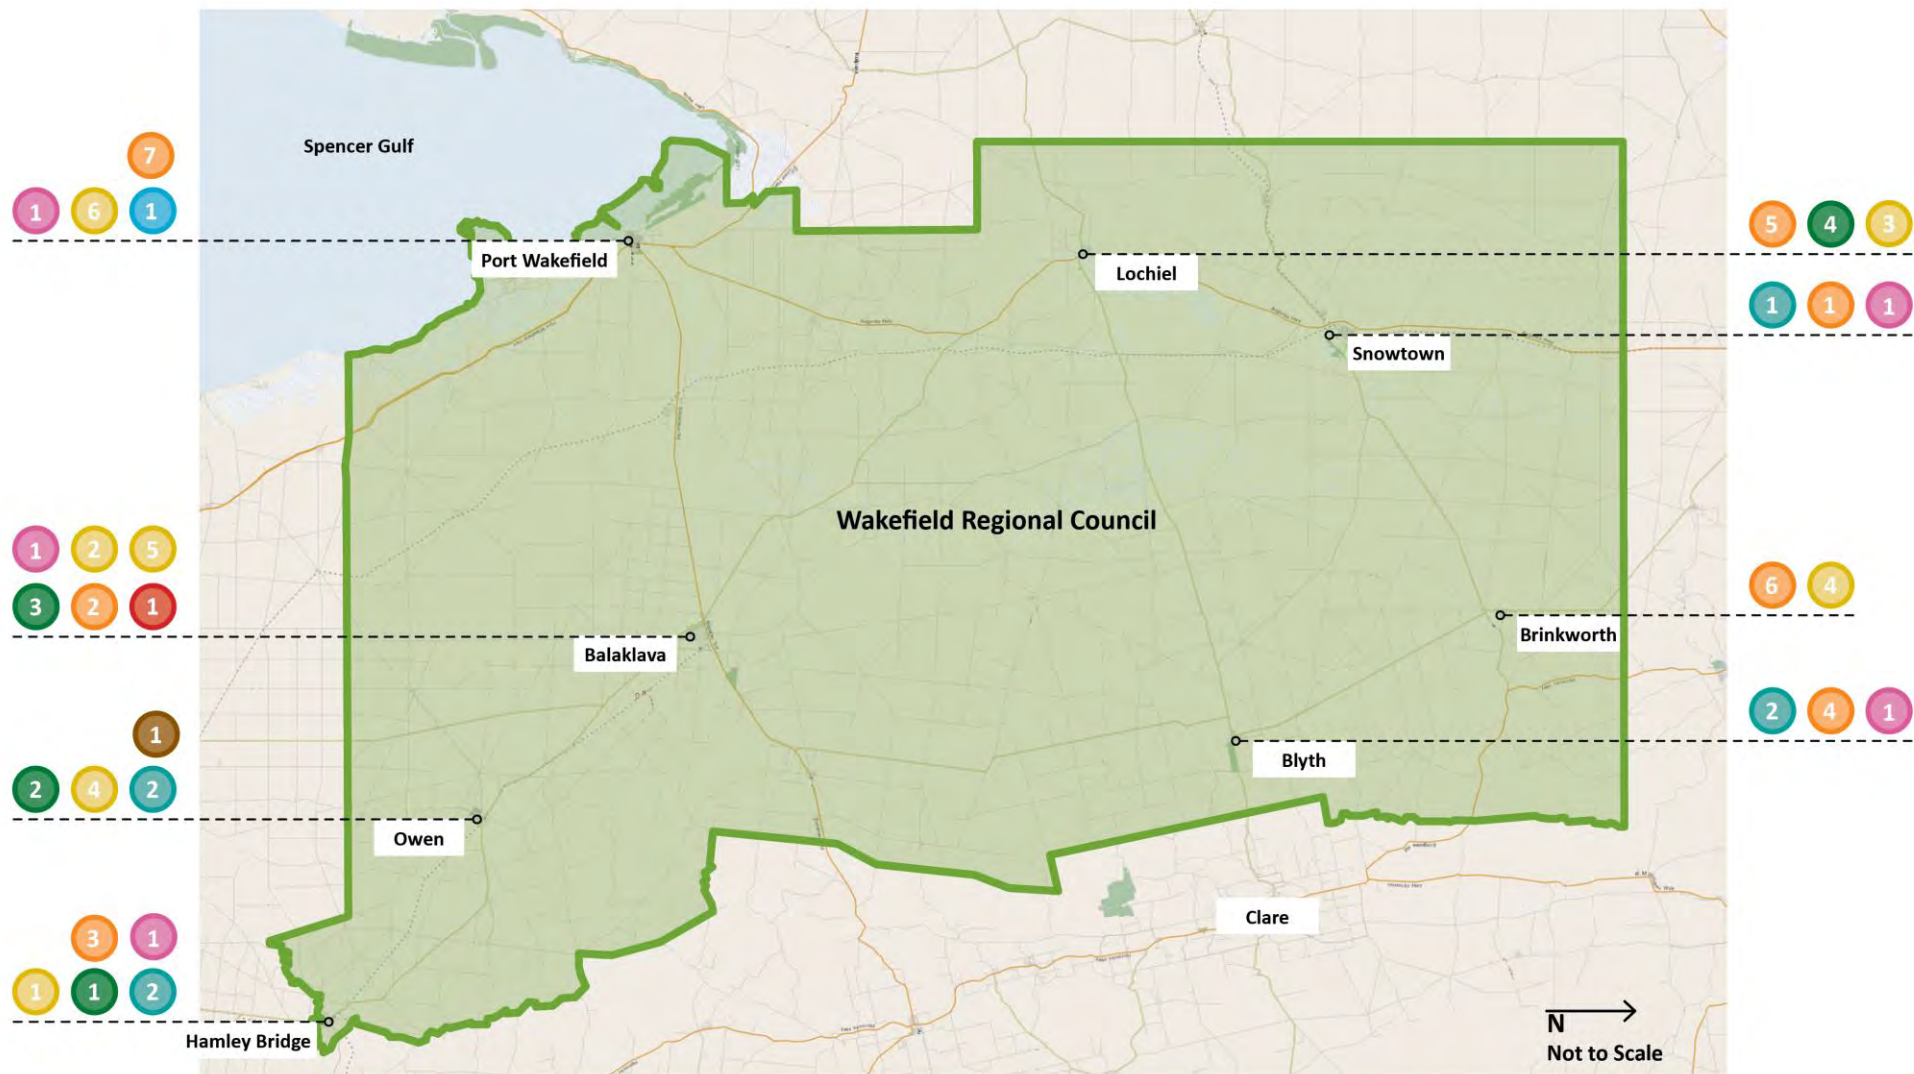 Spencer Gulf
7
1 6 1
Port Wakefield
5 4 3
Lochiel
1 1 1
Snowtown
Wakefield Regional Council
1 2 5
3 2 1
Balaklava
6 4
Brinkworth
1
2 4 2
Owen
2 4 1
Blyth
Clare
3 1
1 1 2
Hamley Bridge
N
Not to Scale